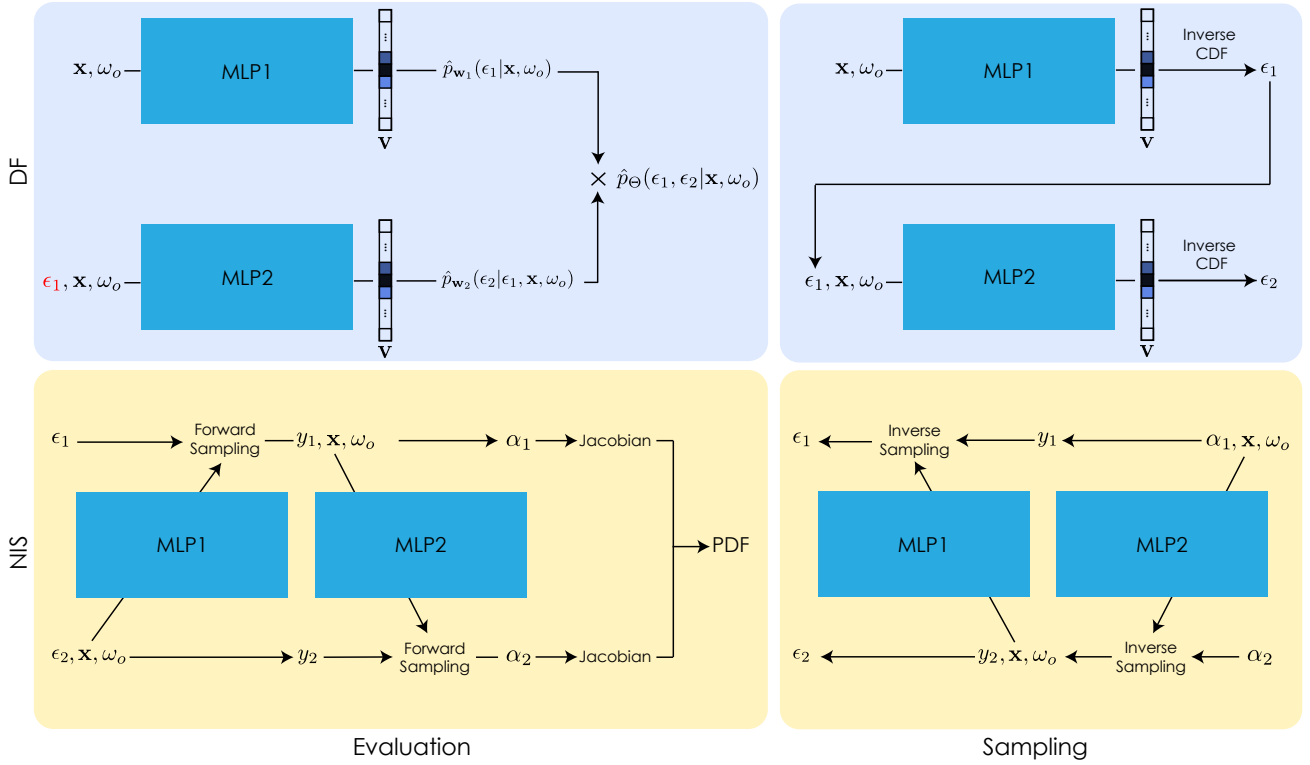 DF
x, ω_o
MLP1
...
...
v
p̂_{w_1}(ϵ_1|x, ω_o)
× p̂_Θ(ϵ_1, ϵ_2|x, ω_o)
ϵ_1, x, ω_o
MLP2
...
...
v
p̂_{w_2}(ϵ_2|ϵ_1, x, ω_o)
x, ω_o
MLP1
...
...
v
Inverse
CDF
ϵ_1
ϵ_1, x, ω_o
MLP2
...
...
v
Inverse
CDF
ϵ_2
NIS
ϵ_1
Forward
Sampling
y_1, x, ω_o
α_1
Jacobian
MLP1
MLP2
PDF
ϵ_2, x, ω_o
y_2
Forward
Sampling
α_2
Jacobian
ϵ_1
Inverse
Sampling
y_1
α_1, x, ω_o
MLP1
MLP2
ϵ_2
y_2, x, ω_o
Inverse
Sampling
α_2
Evaluation
Sampling